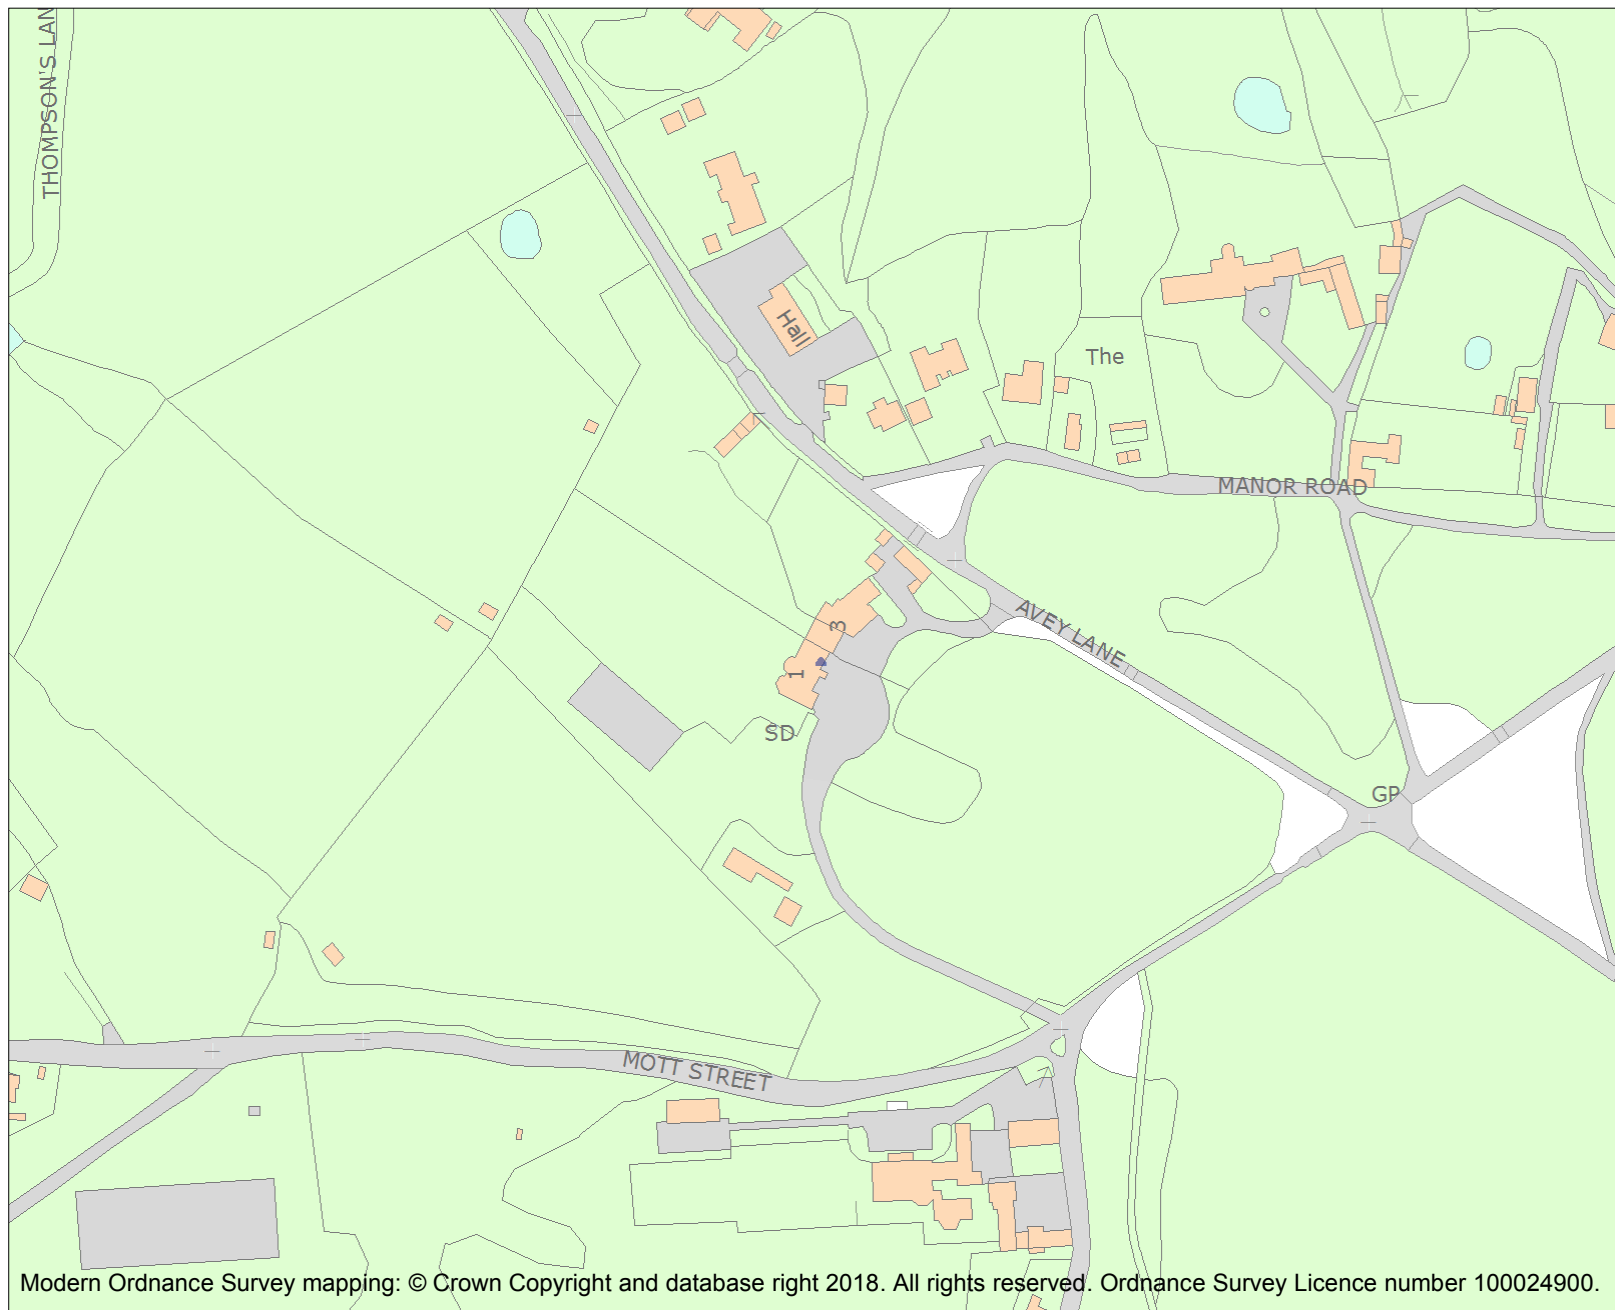 THOMPSON'S LAN
Hall
The
MANOR ROAD
AVEY LANE
3
1
SD
GP
MOTT STREET
Modern Ordnance Survey mapping: © Crown Copyright and database right 2018. All rights reserved. Ordnance Survey Licence number 100024900.